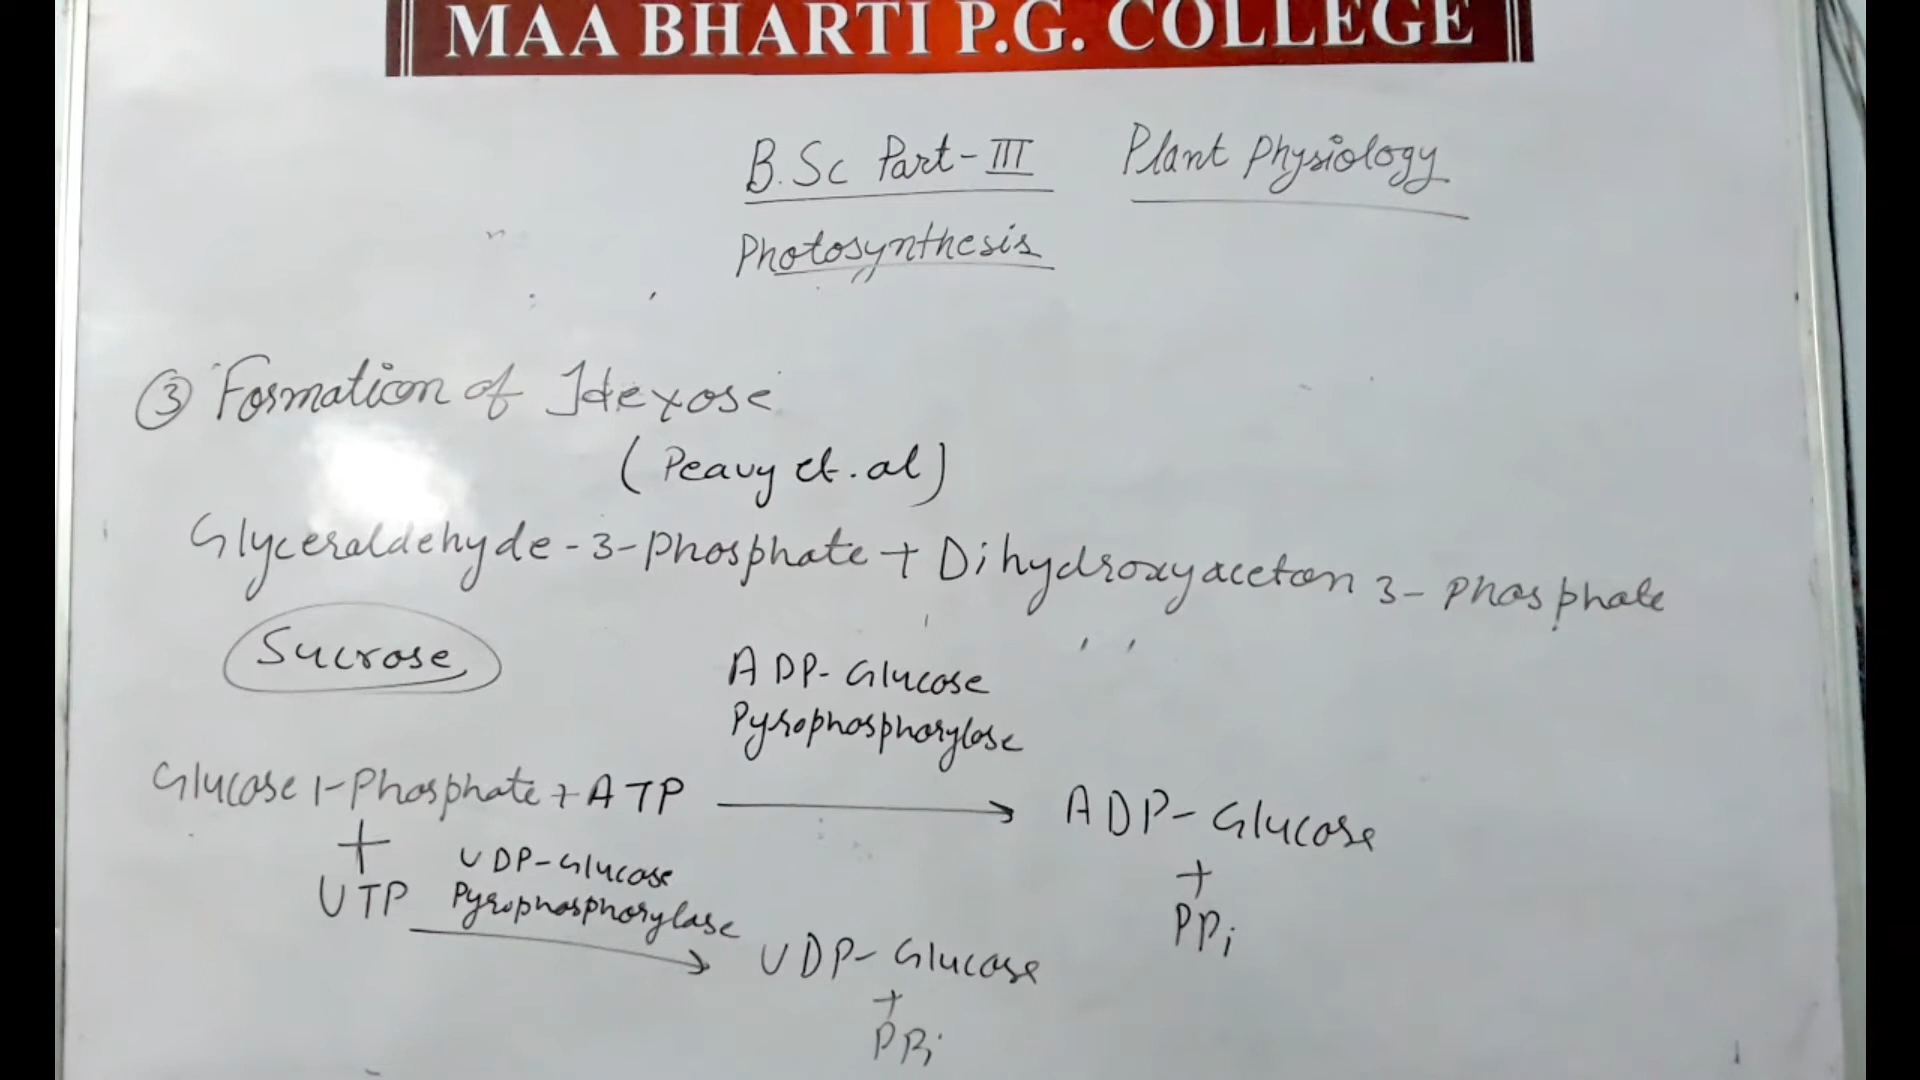 MAA BHARTI P.G. COLLEGE
B.Sc Part-III Plant Physiology
Photosynthesis
③ Formation of Hexose
(Peavy et.al)
Glyceraldehyde-3-Phosphate + Dihydroxyaceton 3-Phosphate
Sucrose
ADP-Glucose
Pyrophosphorylase
Glucose 1-Phosphate + ATP → ADP-Glucose
+ UDP-Glucose +
UTP Pyrophosphorylase PPi
→ UDP-Glucose
+
PPi